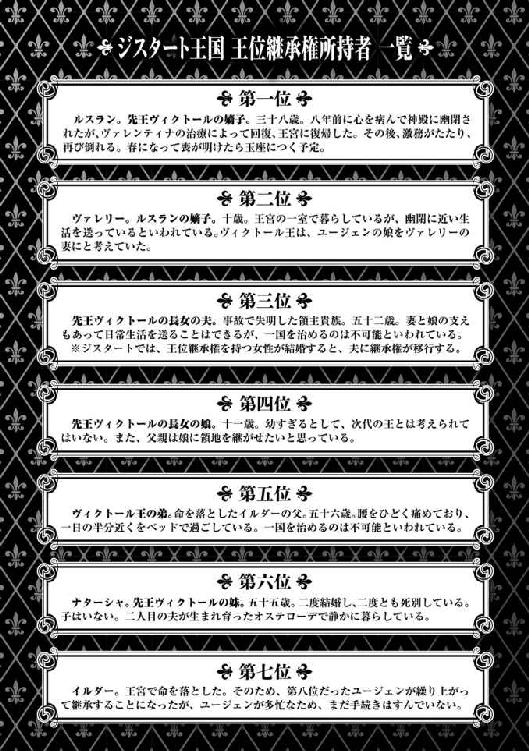 ジスタート王国 王位継承権所持者 一覧
第一位
ルスラン。先王ヴィクトールの嫡子。三十八歳。八年前に心を病んで神殿に幽閉さ
れたが、ヴァレンティナの治療によって回復、王宮に復帰した。その後、激務がたたり、
再び倒れる。春になって喪が明けたら玉座につく予定。
第二位
ヴァレリー。ルスランの嫡子。十歳。王宮の一室で暮らしているが、幽閉に近い生
活を送っているといわれている。ヴィクトール王は、ユージェンの娘をヴァレリーの
妻にと考えていた。
第三位
先王ヴィクトールの長女の夫。事故で失明した領主貴族。五十二歳。妻と娘の支え
もあって日常生活を送ることはできるが、一国を治めるのは不可能といわれている。
※ジスタートでは、王位継承権を持つ女性が結婚すると、夫に継承権が移行する。
第四位
先王ヴィクトールの長女の娘。十一歳。幼すぎるとして、次代の王とは考えられて
はいない。また、父親は娘に領地を継がせたいと思っている。
第五位
ヴィクトール王の弟。命を落としたイルダーの父。五十六歳。腰をひどく痛めており、
一日の半分近くをベッドで過ごしている。一国を治めるのは不可能といわれている。
第六位
ナターシャ。先王ヴィクトールの妹。五十五歳。二度結婚し、二度とも死別している。
子はいない。二人目の夫が生まれ育ったオステローデで静かに暮らしている。
第七位
イルダー。王宮で命を落とした。そのため、第八位だったユージェンが繰り上がっ
て継承することになったが、ユージェンが多忙なため、まだ手続きはすんでいない。